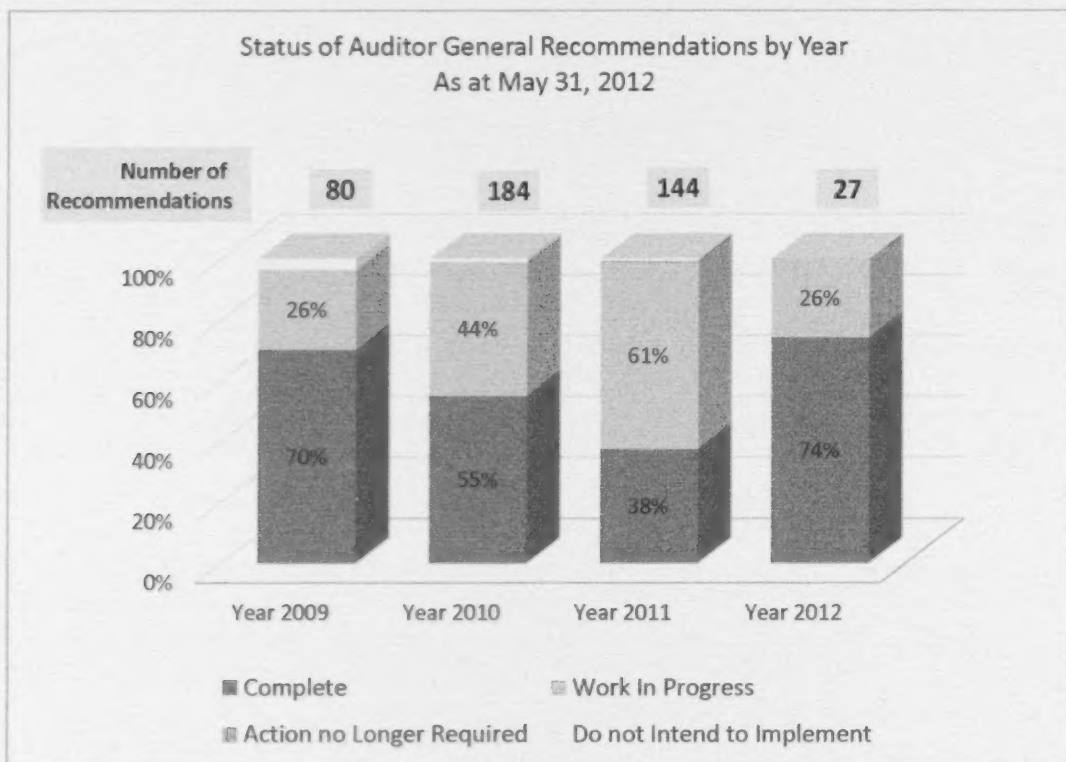 Status of Auditor General Recommendations by Year
As at May 31, 2012
Number of
Recommendations
80 184 144 27
100%
80%
60%
40%
20%
0%
26% 44% 61% 26%
70% 55% 38% 74%
Year 2009 Year 2010 Year 2011 Year 2012
Complete Work In Progress
Action no Longer Required Do not Intend to Implement